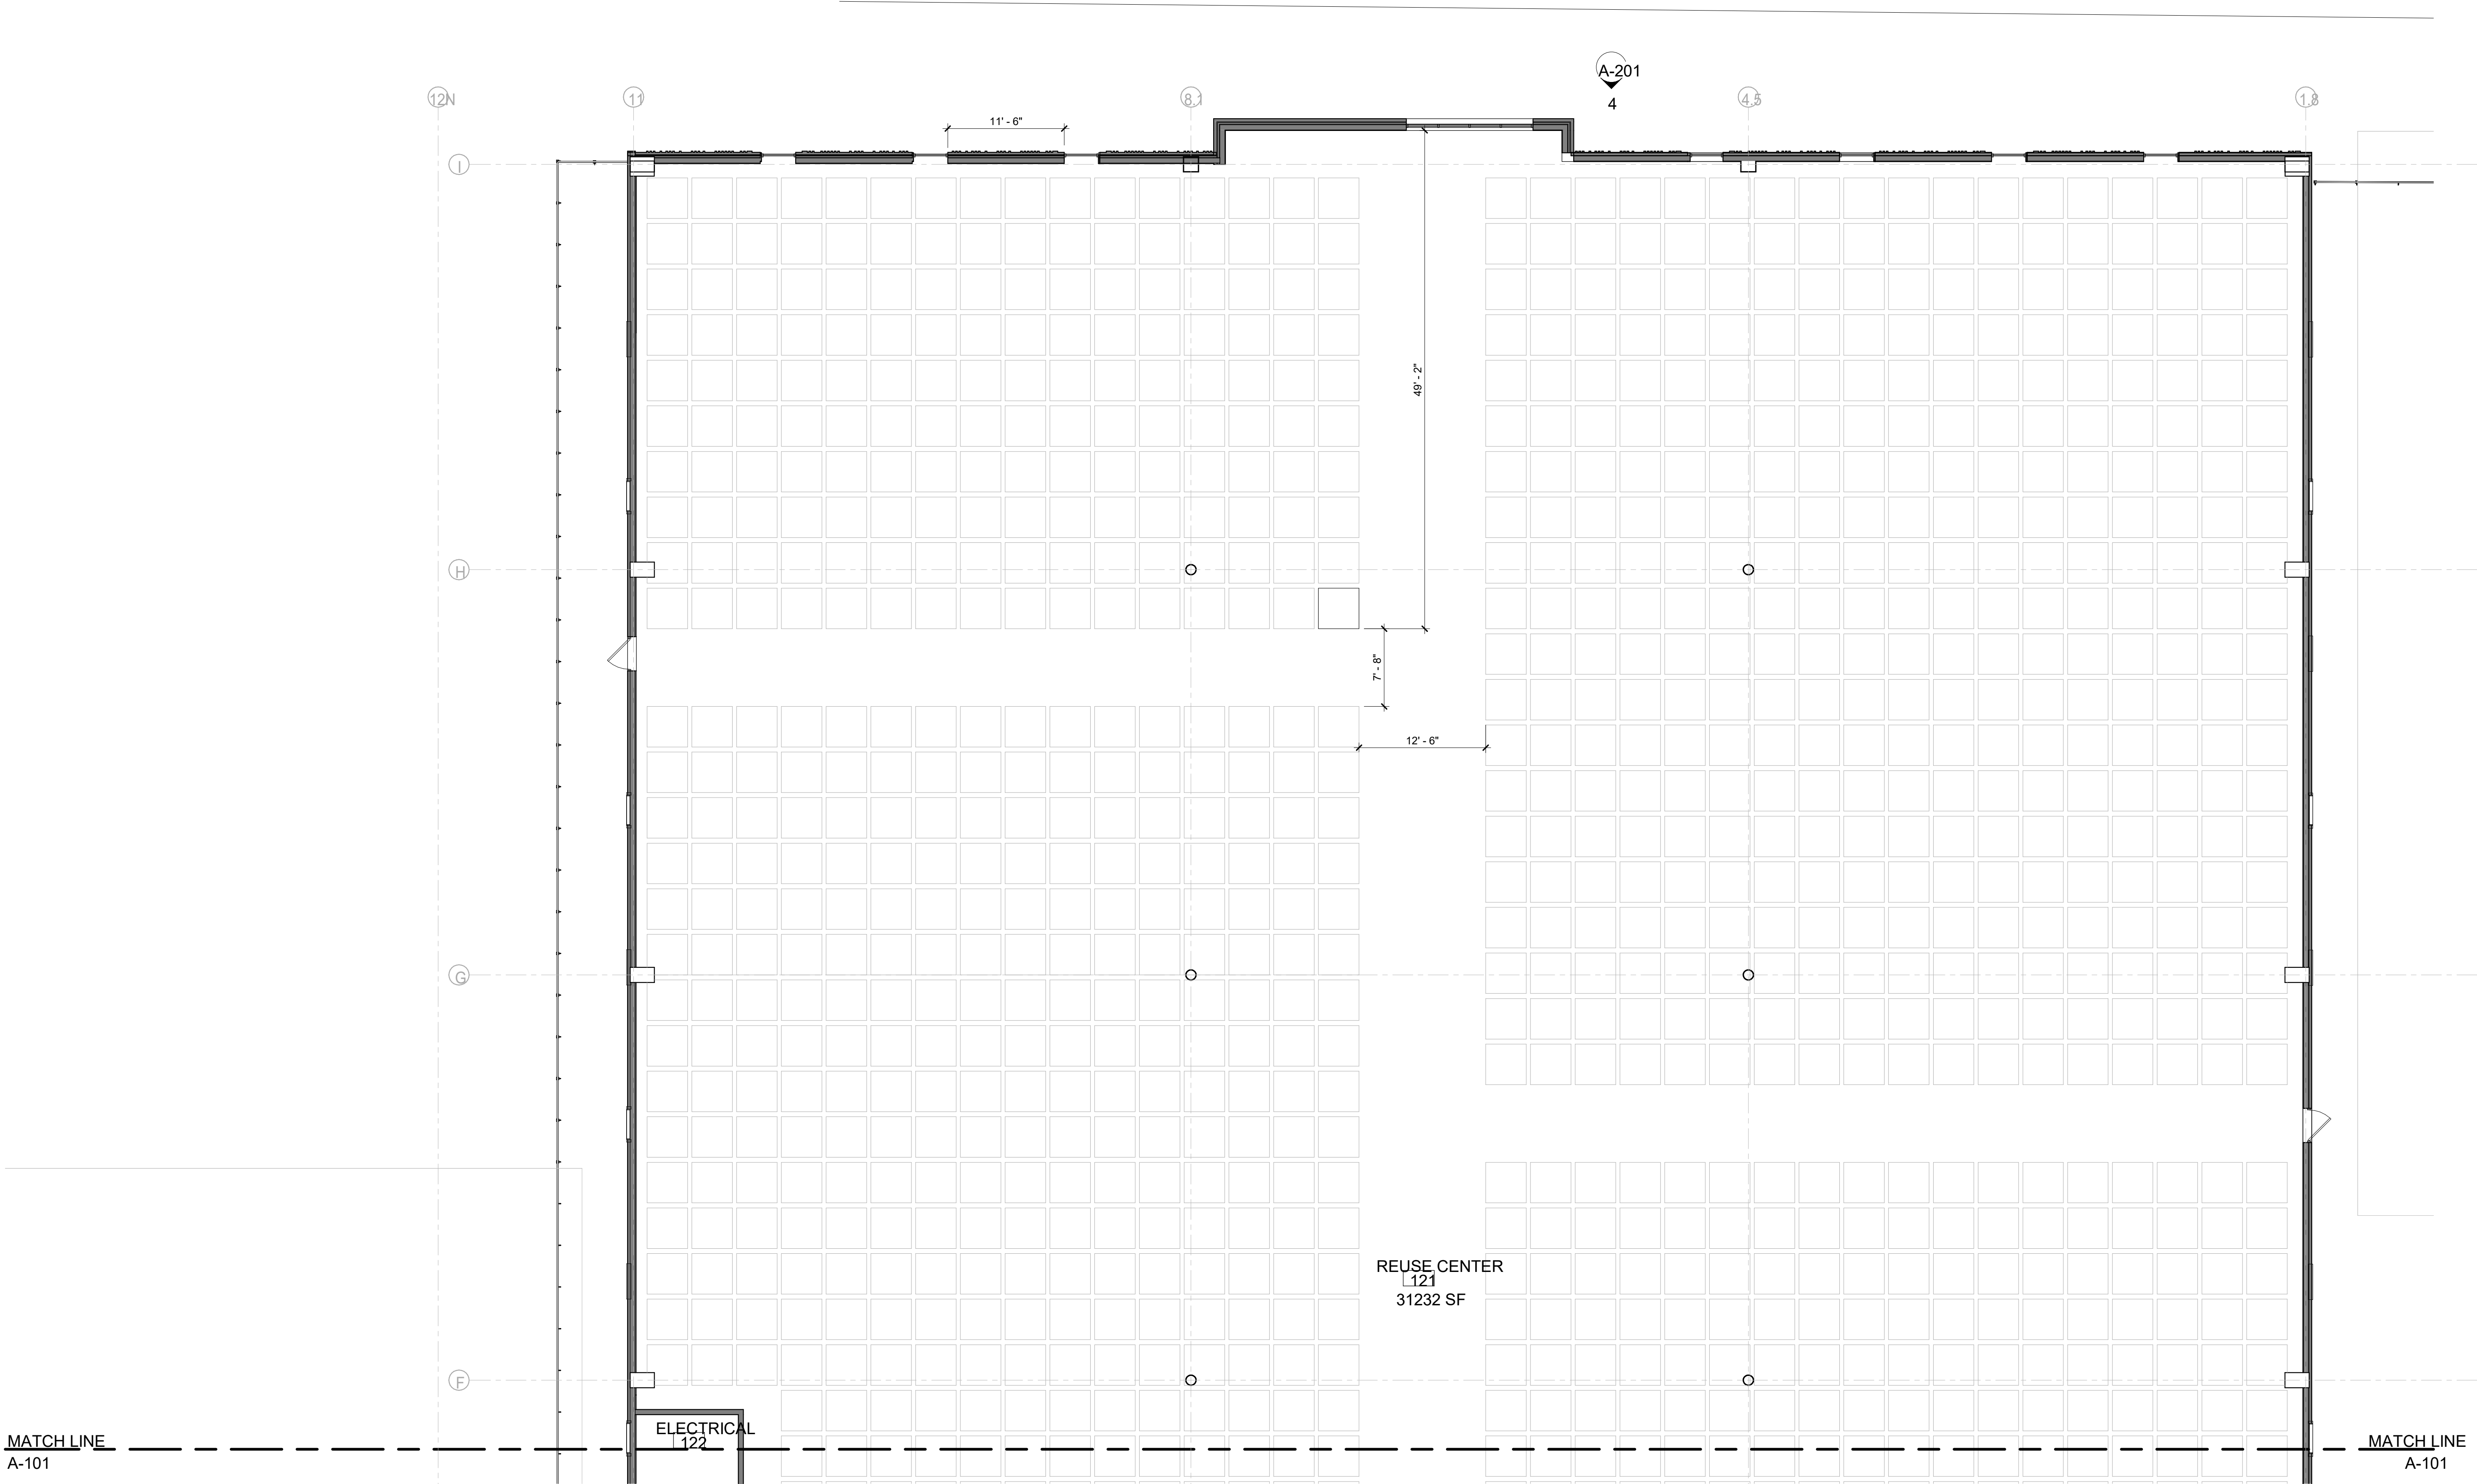 A-201
4
12N
11
8.1
4.5
1.8
11' - 6"
I
49' - 2"
H
7' - 8"
12' - 6"
G
REUSE CENTER
121
31232 SF
F
ELECTRICAL
122
MATCH LINE
A-101
MATCH LINE
A-101